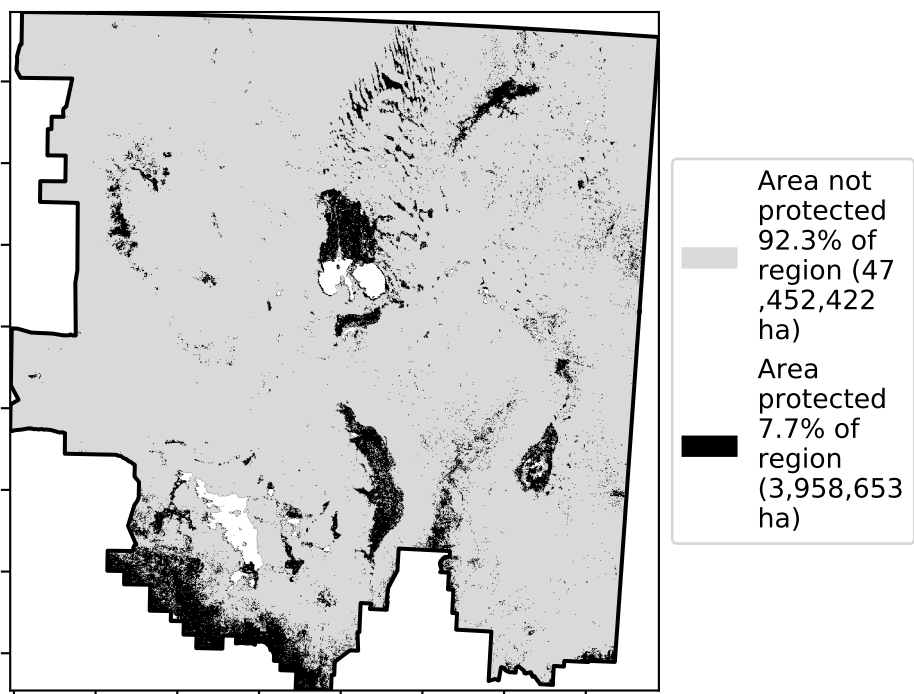 Area not
protected
92.3% of
region (47
,452,422
ha)
Area
protected
7.7% of
region
(3,958,653
ha)